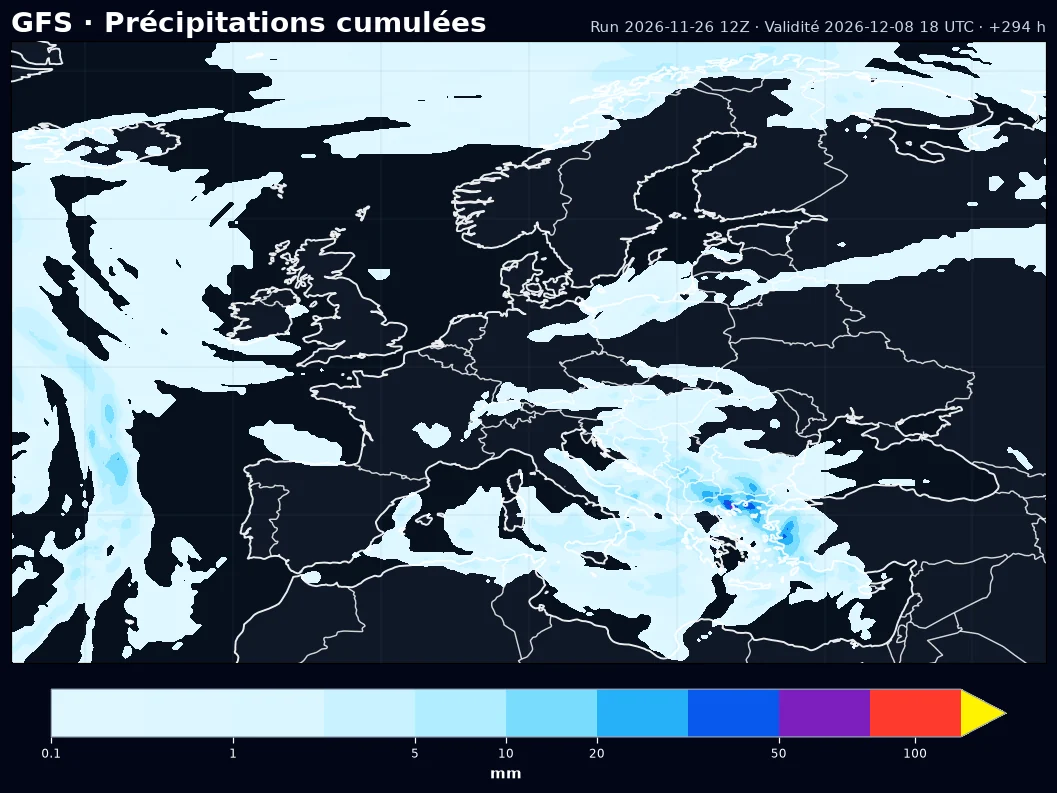 GFS · Précipitations cumulées
Run 2026-11-26 12Z · Validité 2026-12-08 18 UTC · +294 h
0.1 1 5 10 20 50 100
mm